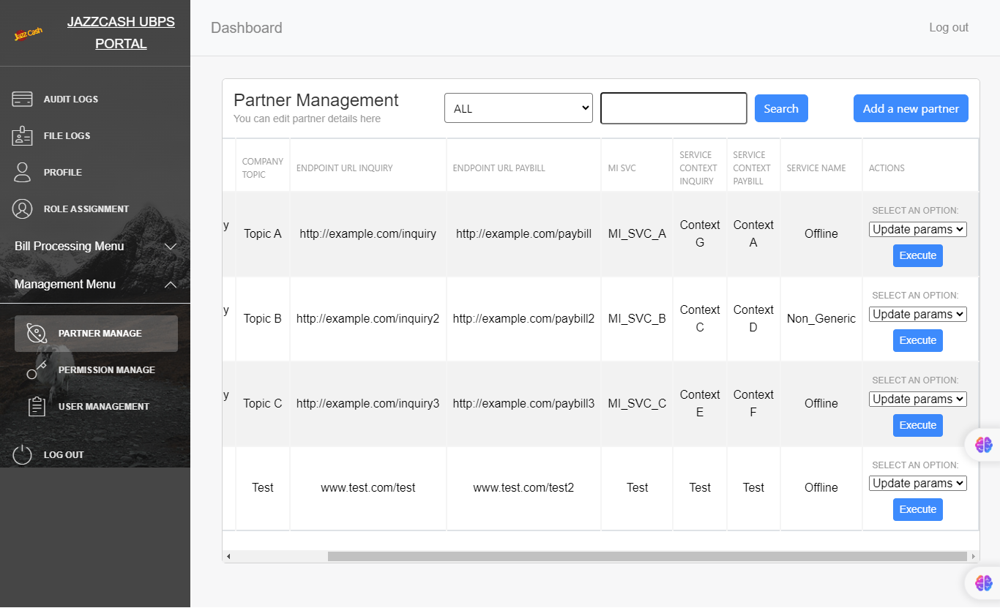 Jazz Cash
JAZZCASH UBPS
PORTAL
AUDIT LOGS
FILE LOGS
PROFILE
ROLE ASSIGNMENT
Bill Processing Menu
Management Menu
PARTNER MANAGE
PERMISSION MANAGE
USER MANAGEMENT
LOG OUT
Dashboard
Log out
Partner Management
You can edit partner details here
ALL
Search
Add a new partner
COMPANY
TOPIC
ENDPOINT URL INQUIRY
ENDPOINT URL PAYBILL
MI SVC
SERVICE
CONTEXT
INQUIRY
SERVICE
CONTEXT
PAYBILL
SERVICE NAME
ACTIONS
y
Topic A
http://example.com/inquiry
http://example.com/paybill
MI_SVC_A
Context
G
Context
A
Offline
SELECT AN OPTION:
Update params
Execute
y
Topic B
http://example.com/inquiry2
http://example.com/paybill2
MI_SVC_B
Context
C
Context
D
Non_Generic
SELECT AN OPTION:
Update params
Execute
y
Topic C
http://example.com/inquiry3
http://example.com/paybill3
MI_SVC_C
Context
E
Context
F
Offline
SELECT AN OPTION:
Update params
Execute
Test
www.test.com/test
www.test.com/test2
Test
Test
Test
Offline
SELECT AN OPTION:
Update params
Execute